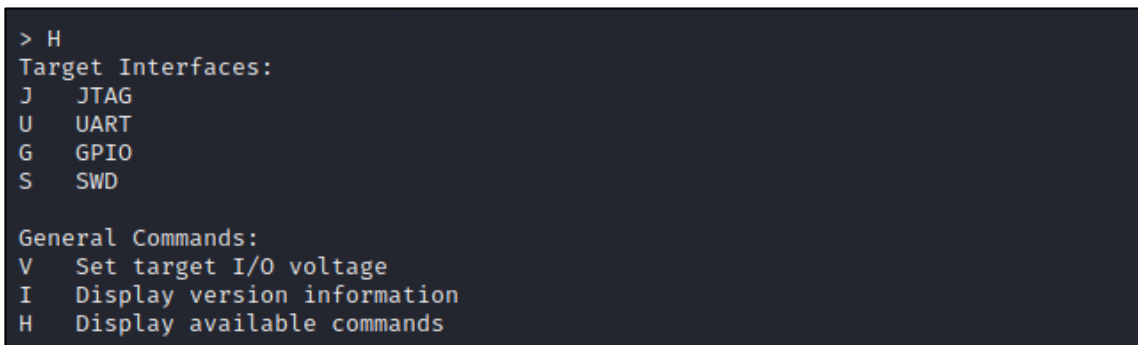 > H
Target Interfaces:
J   JTAG
U   UART
G   GPIO
S   SWD

General Commands:
V   Set target I/O voltage
I   Display version information
H   Display available commands